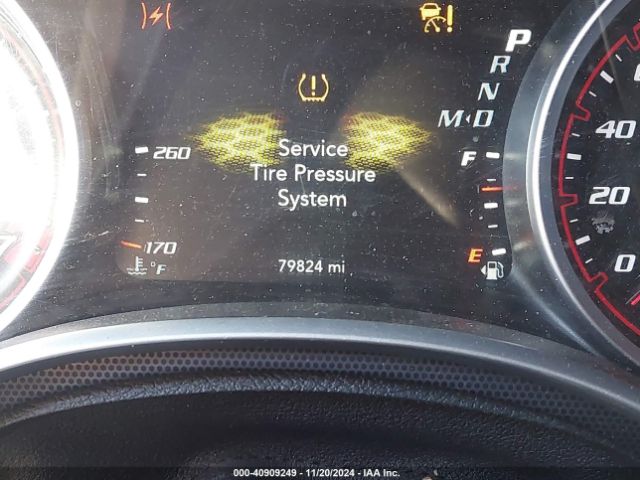 P
R
N
M◂D
Service
Tire Pressure
System
260
170
°F
F
E
79824 mi
40
20
0
000-40909249 - 11/20/2024 - IAA Inc.